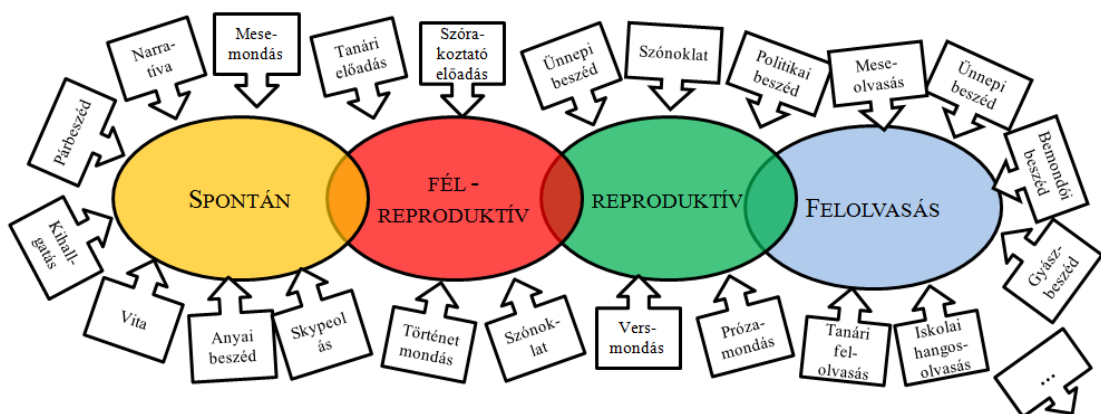 Párbeszéd
Narra-
tíva
Mese-
mondás
Tanári
előadás
Szóra-
koztató
előadás
Ünnepi
beszéd
Szónoklat
Politikai
beszéd
Mese-
olvasás
Ünnepi
beszéd
Bemondói
beszéd
SPONTÁN
FÉL -
REPRODUKTÍV
REPRODUKTÍV
FELOLVASÁS
Kihall-
gatás
Vita
Anyai
beszéd
Skypeol
ás
Történet
mondás
Szónok-
lat
Vers-
mondás
Próza-
mondás
Tanári
fel-
olvasás
Iskolai
hangos-
olvasás
Gyász-
beszéd
...